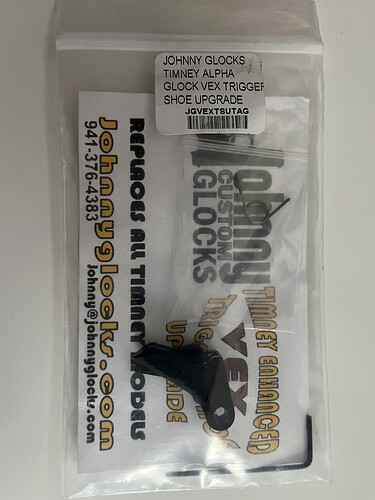 JOHNNY GLOCKS
TIMNEY ALPHA
GLOCK VEX TRIGGER
SHOE UPGRADE
JGVEXTSUTAG
Johnny
CUSTOM
GLOCKS
TIMNEY ENHANCED
VEX
REPLACES ALL TIMNEY MODELS
Johnnyglocks.com
941-376-4383
Johnny@johnnyglocks.com